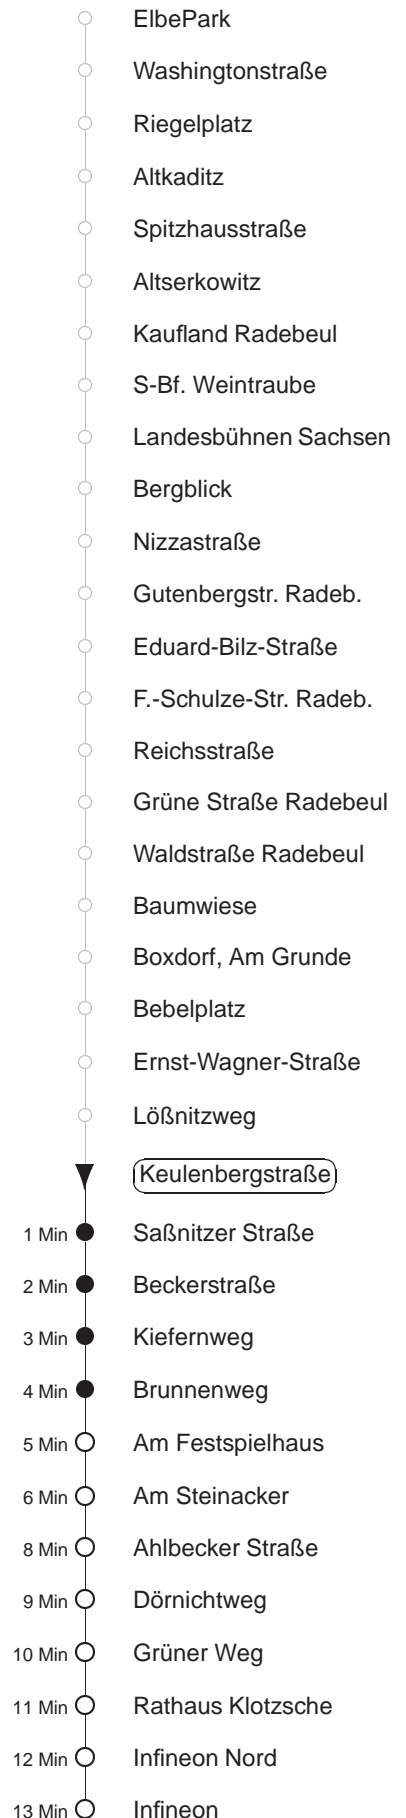 ElbePark
Washingtonstraße
Riegelplatz
Altkaditz
Spitzhausstraße
Altserkowitz
Kaufland Radebeul
S-Bf. Weintraube
Landesbühnen Sachsen
Bergblick
Nizzastraße
Gutenbergstr. Radeb.
Eduard-Bilz-Straße
F.-Schulze-Str. Radeb.
Reichsstraße
Grüne Straße Radebeul
Waldstraße Radebeul
Baumwiese
Boxdorf, Am Grunde
Bebelplatz
Ernst-Wagner-Straße
Lößnitzweg
Keulenbergstraße
1 Min Saßnitzer Straße
2 Min Beckerstraße
3 Min Kiefernweg
4 Min Brunnenweg
5 Min Am Festspielhaus
6 Min Am Steinacker
8 Min Ahlbecker Straße
9 Min Dörnichtweg
10 Min Grüner Weg
11 Min Rathaus Klotzsche
12 Min Infineon Nord
13 Min Infineon